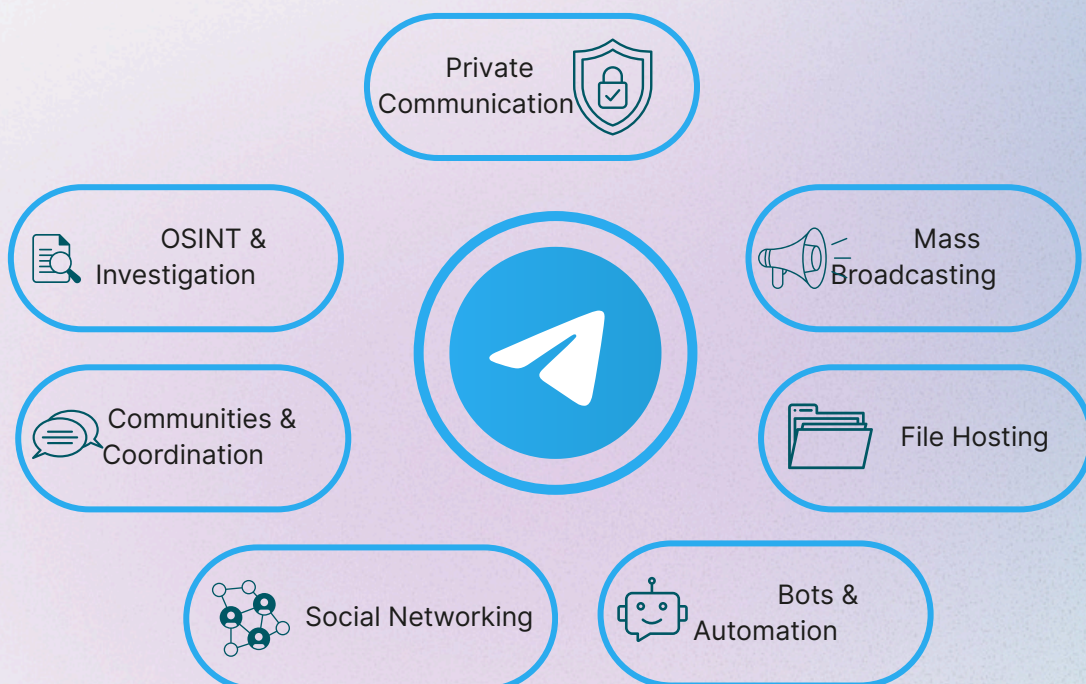 Private
Communication
OSINT &
Investigation
Mass
Broadcasting
Communities &
Coordination
File Hosting
Social Networking
Bots &
Automation